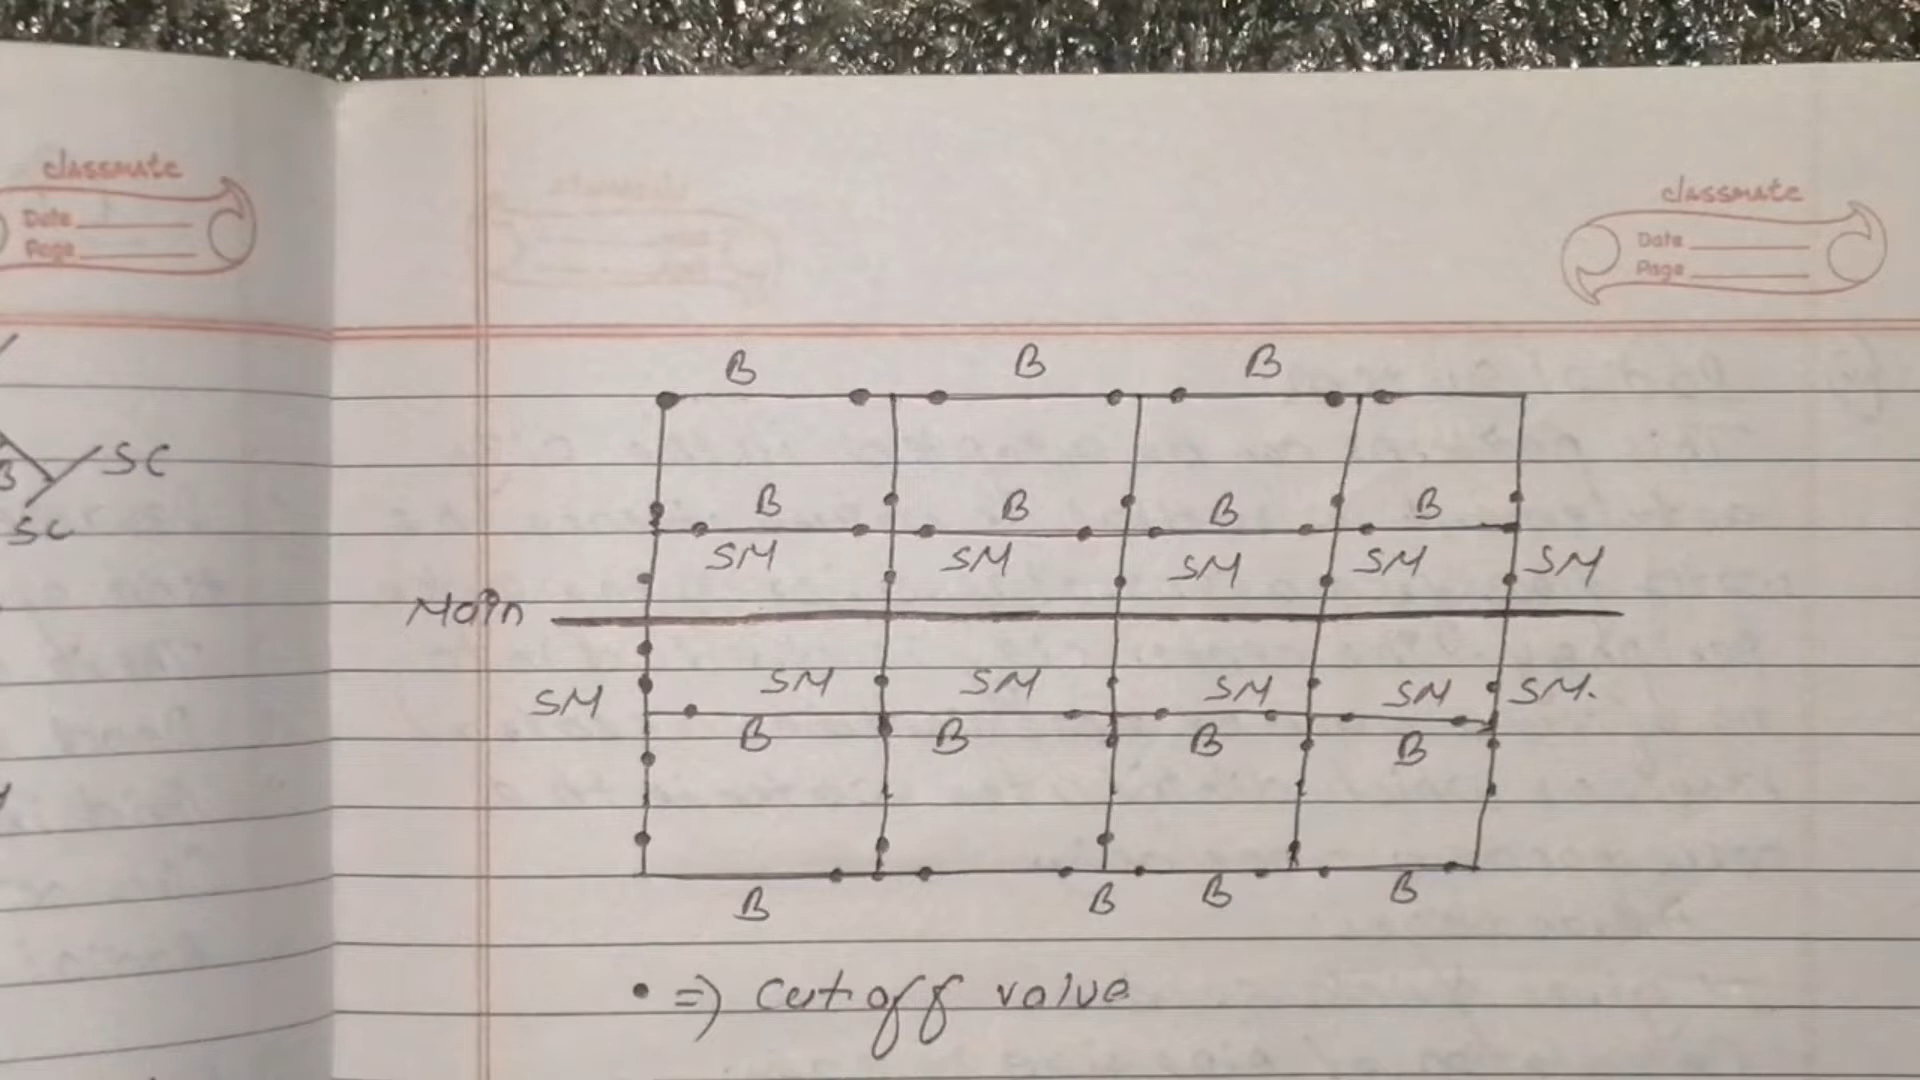 classmate
Date
Page
classmate
Date
Page
SC
SC
B B B
B B B B
SM SM SM SM SM
Main
SM SM SM SM SM SM.
B B B B
B B B B
• => cut off value